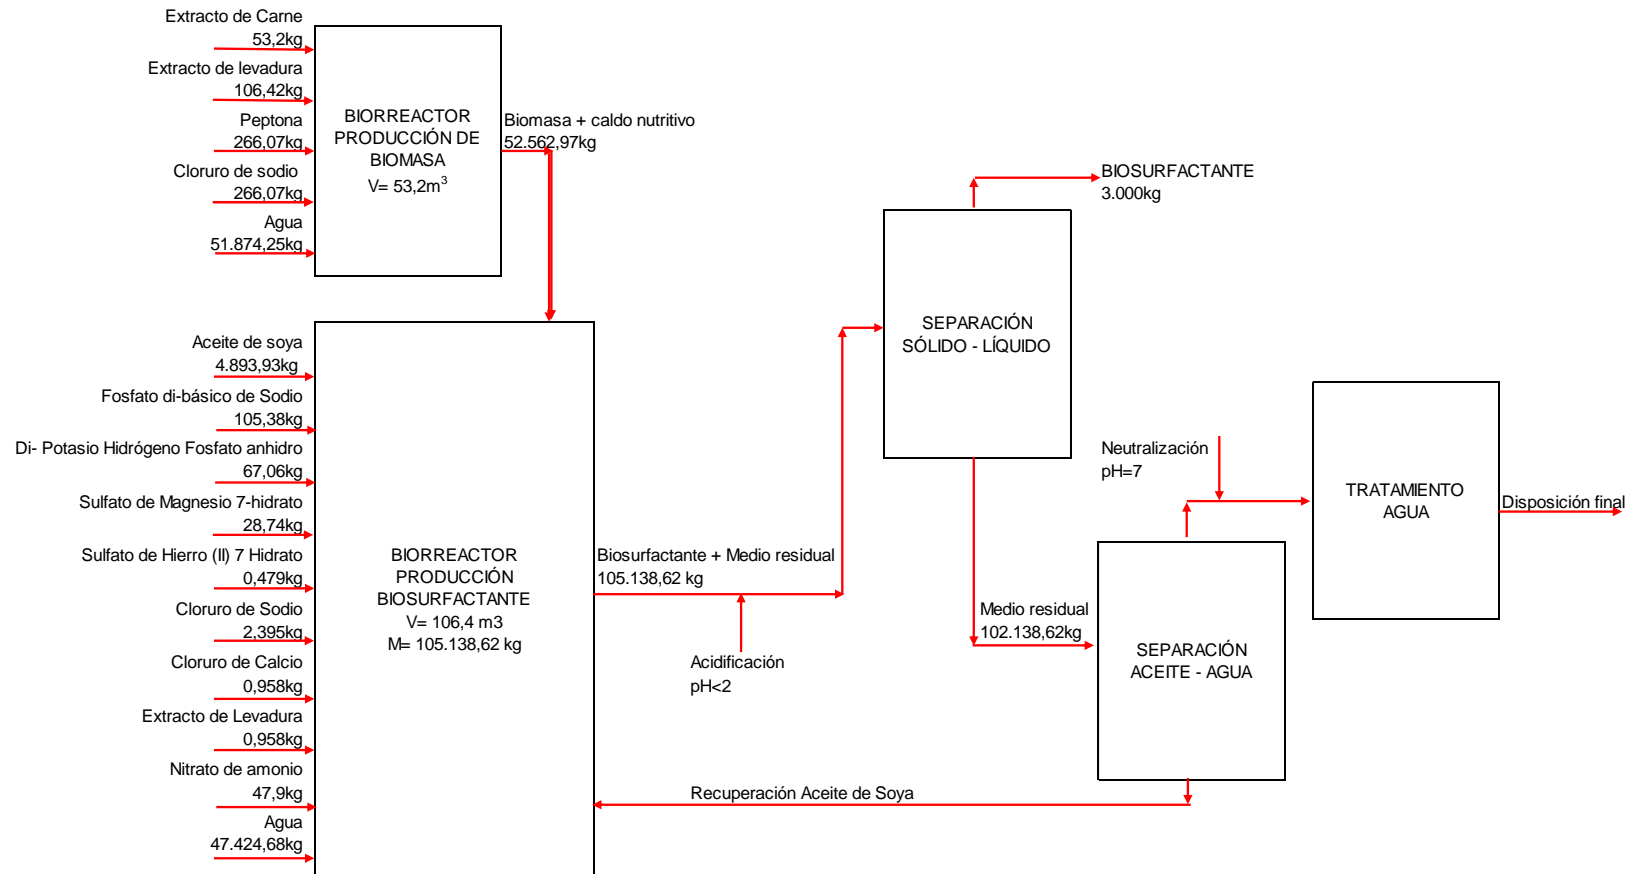 Extracto de Carne
53,2kg
Extracto de levadura
106,42kg
Peptona
266,07kg
Cloruro de sodio
266,07kg
Agua
51.874,25kg
BIORREACTOR
PRODUCCIÓN DE
BIOMASA
V= 53,2m³
Biomasa + caldo nutritivo
52.562,97kg
Aceite de soya
4.893,93kg
Fosfato di-básico de Sodio
105,38kg
Di- Potasio Hidrógeno Fosfato anhidro
67,06kg
Sulfato de Magnesio 7-hidrato
28,74kg
Sulfato de Hierro (II) 7 Hidrato
0,479kg
Cloruro de Sodio
2,395kg
Cloruro de Calcio
0,958kg
Extracto de Levadura
0,958kg
Nitrato de amonio
47,9kg
Agua
47.424,68kg
BIORREACTOR
PRODUCCIÓN
BIOSURFACTANTE
V= 106,4 m3
M= 105.138,62 kg
Biosurfactante + Medio residual
105.138,62 kg
Acidificación
pH<2
SEPARACIÓN
SÓLIDO - LÍQUIDO
BIOSURFACTANTE
3.000kg
Medio residual
102.138,62kg
SEPARACIÓN
ACEITE - AGUA
Recuperación Aceite de Soya
Neutralización
pH=7
TRATAMIENTO
AGUA
Disposición final